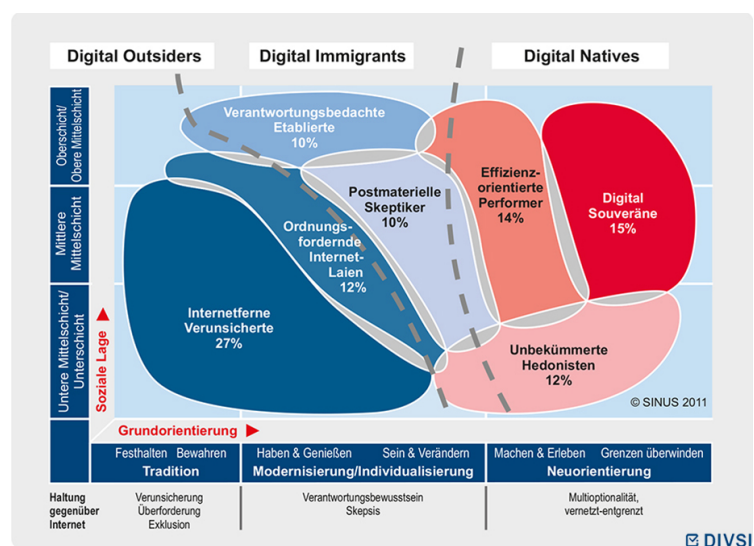 Digital Outsiders
Digital Immigrants
Digital Natives
Oberschicht/
Obere Mittelschicht
Mittlere
Mittelschicht
Untere Mittelschicht/
Unterschicht
Soziale Lage
Verantwortungsbedachte
Etablierte
10%
Postmaterielle
Skeptiker
10%
Effizienz-
orientierte
Performer
14%
Digital
Souveräne
15%
Ordnungs-
fordernde
Internet-
Laien
12%
Internetferne
Verunsicherte
27%
Unbekümmerte
Hedonisten
12%
© SINUS 2011
Grundorientierung
Festhalten Bewahren
Tradition
Haben & Genießen Sein & Verändern
Modernisierung/Individualisierung
Machen & Erleben Grenzen überwinden
Neuorientierung
Haltung
gegenüber
Internet
Verunsicherung
Überforderung
Exklusion
Verantwortungsbewusstsein
Skepsis
Multioptionalität,
vernetzt-entgrenzt
DIVSI